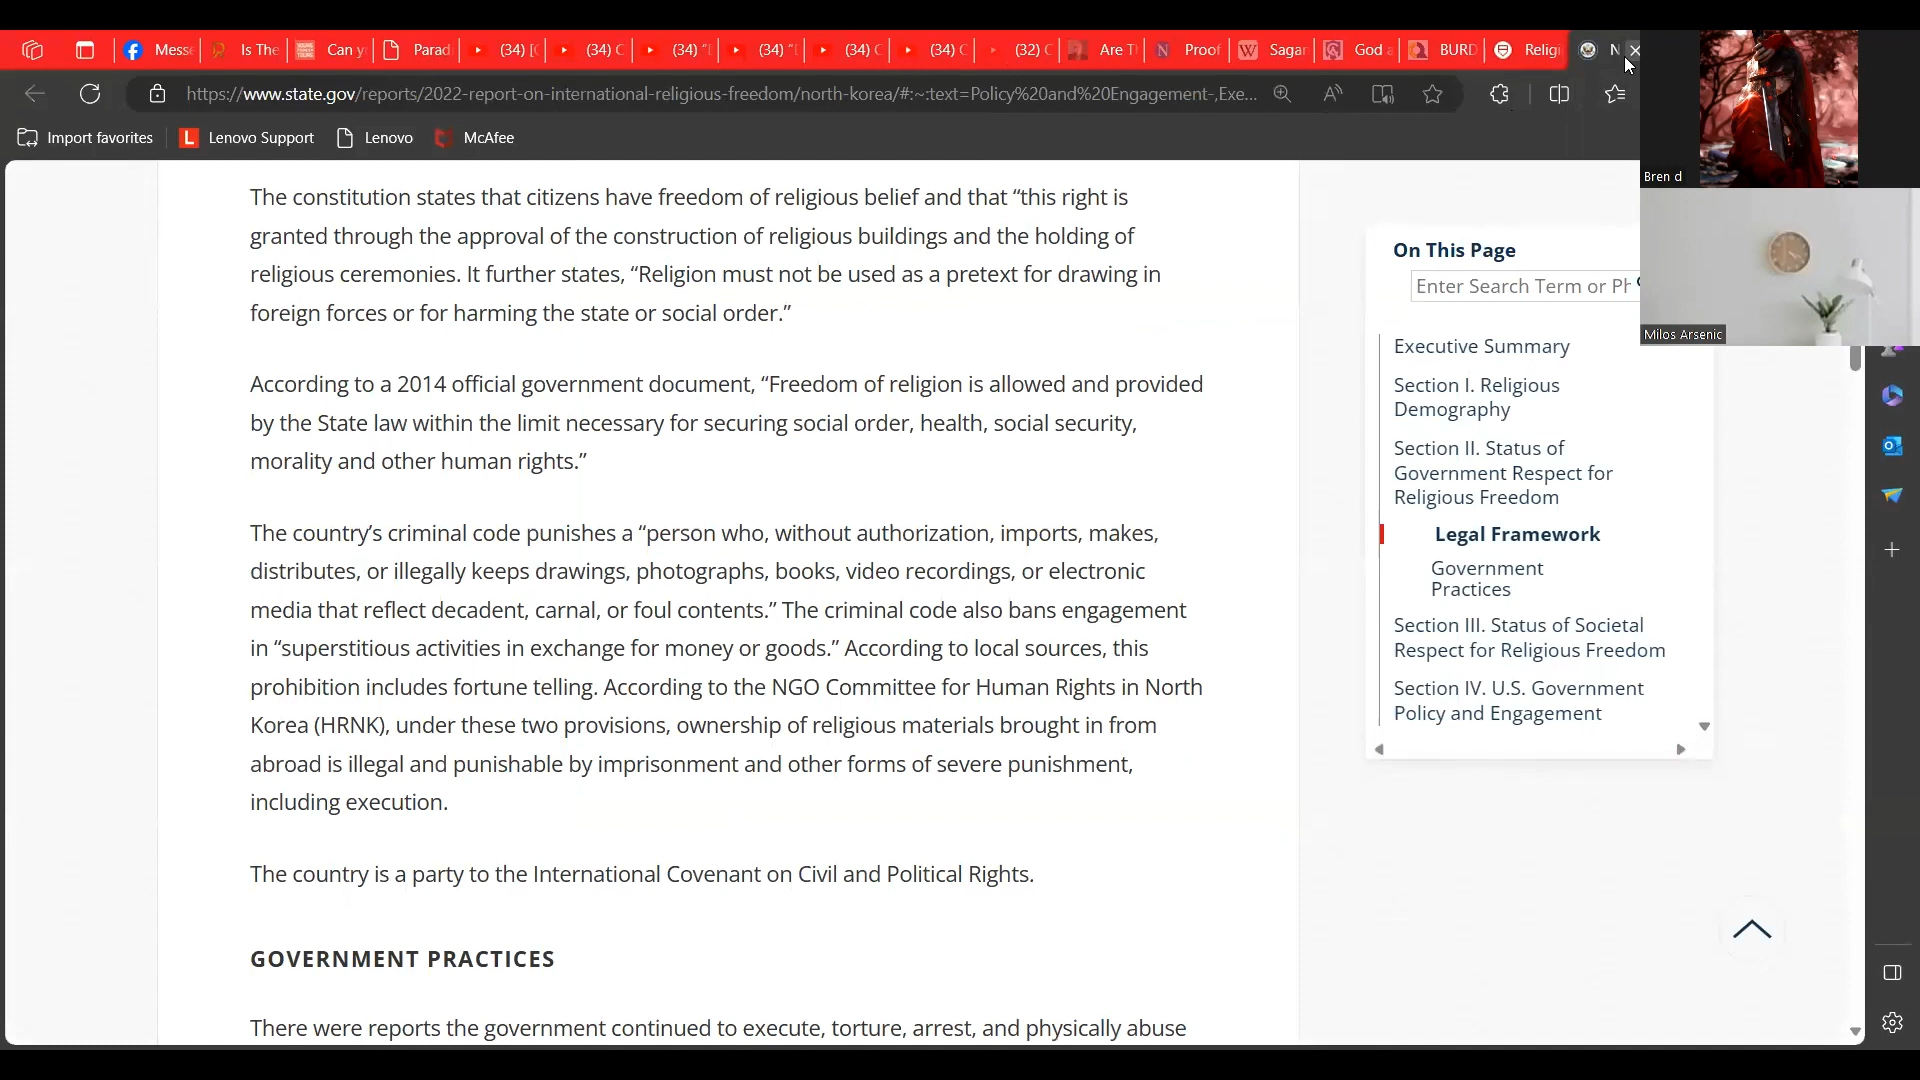 Messe
Is The
Can y
Parad
(34) [(
(34) C
(34) "[
(34) "[
(34) C
(34) C
(32) C
Are Tl
Proof
Sagar
God a
BURD
Religi
N
https://www.state.gov/reports/2022-report-on-international-religious-freedom/north-korea/#:~:text=Policy%20and%20Engagement-,Exe...
Import favorites
Lenovo Support
Lenovo
McAfee
Bren d
Milos Arsenic
The constitution states that citizens have freedom of religious belief and that “this right is
granted through the approval of the construction of religious buildings and the holding of
religious ceremonies. It further states, “Religion must not be used as a pretext for drawing in
foreign forces or for harming the state or social order.”
According to a 2014 official government document, “Freedom of religion is allowed and provided
by the State law within the limit necessary for securing social order, health, social security,
morality and other human rights.”
The country’s criminal code punishes a “person who, without authorization, imports, makes,
distributes, or illegally keeps drawings, photographs, books, video recordings, or electronic
media that reflect decadent, carnal, or foul contents.” The criminal code also bans engagement
in “superstitious activities in exchange for money or goods.” According to local sources, this
prohibition includes fortune telling. According to the NGO Committee for Human Rights in North
Korea (HRNK), under these two provisions, ownership of religious materials brought in from
abroad is illegal and punishable by imprisonment and other forms of severe punishment,
including execution.
The country is a party to the International Covenant on Civil and Political Rights.
GOVERNMENT PRACTICES
There were reports the government continued to execute, torture, arrest, and physically abuse
On This Page
Enter Search Term or Ph
Executive Summary
Section I. Religious
Demography
Section II. Status of
Government Respect for
Religious Freedom
Legal Framework
Government
Practices
Section III. Status of Societal
Respect for Religious Freedom
Section IV. U.S. Government
Policy and Engagement